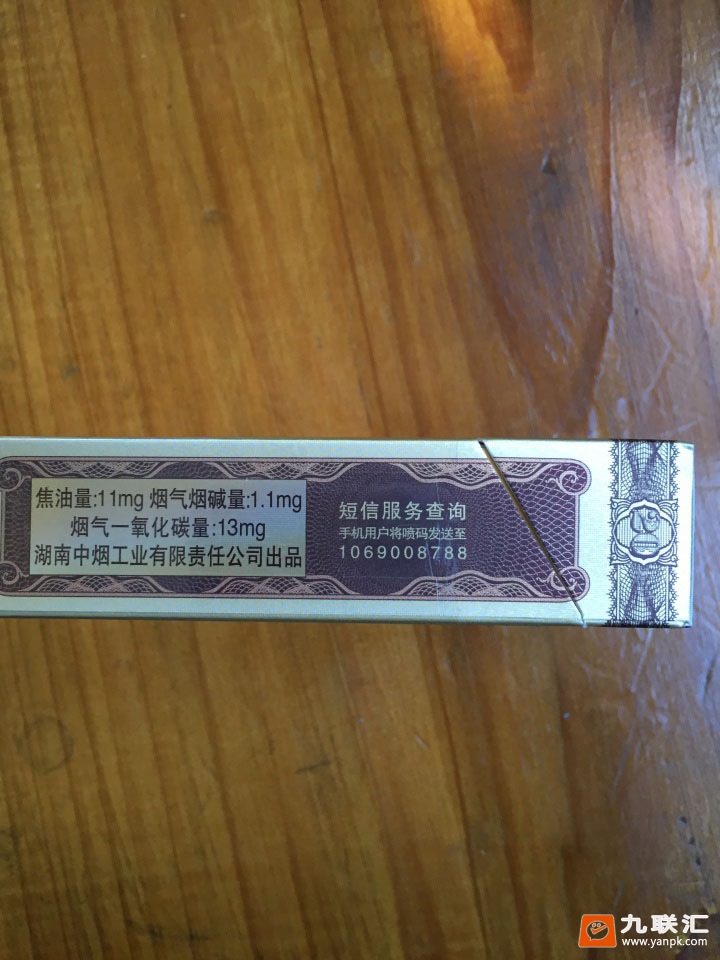 焦油量:11mg 烟气烟碱量:1.1mg
烟气一氧化碳量:13mg
湖南中烟工业有限责任公司出品
短信服务查询
手机用户将喷码发送至
1069008788
九联汇
www.yanpk.com